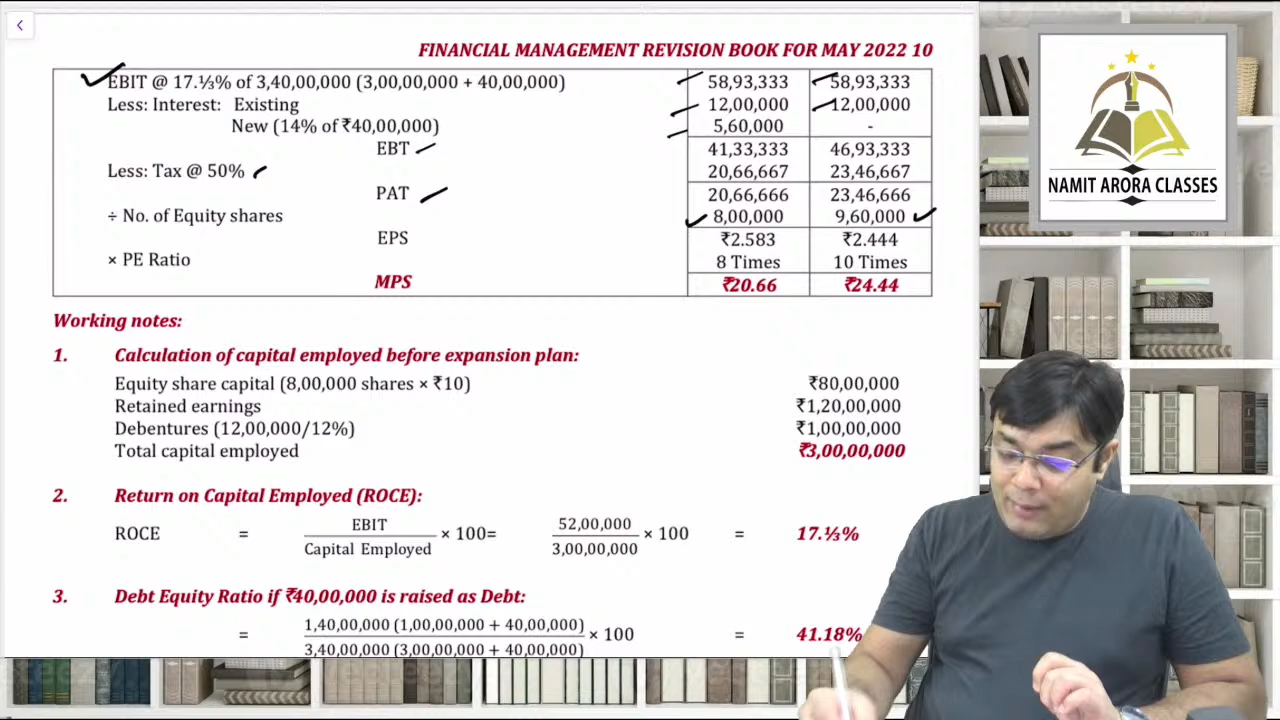 FINANCIAL MANAGEMENT REVISION BOOK FOR MAY 2022 10
EBIT @ 17.⅓% of 3,40,00,000 (3,00,00,000 + 40,00,000) 58,93,333 58,93,333
Less: Interest: Existing 12,00,000 12,00,000
New (14% of ₹40,00,000) 5,60,000 -
EBT 41,33,333 46,93,333
Less: Tax @ 50% 20,66,667 23,46,667
PAT 20,66,666 23,46,666
÷ No. of Equity shares 8,00,000 9,60,000
EPS ₹2.583 ₹2.444
× PE Ratio 8 Times 10 Times
MPS ₹20.66 ₹24.44
Working notes:
1. Calculation of capital employed before expansion plan:
Equity share capital (8,00,000 shares × ₹10) ₹80,00,000
Retained earnings ₹1,20,00,000
Debentures (12,00,000/12%) ₹1,00,00,000
Total capital employed ₹3,00,00,000
2. Return on Capital Employed (ROCE):
ROCE = EBIT / Capital Employed × 100= 52,00,000 / 3,00,00,000 × 100 = 17.⅓%
3. Debt Equity Ratio if ₹40,00,000 is raised as Debt:
= 1,40,00,000 (1,00,00,000 + 40,00,000) / 3,40,00,000 (3,00,00,000 + 40,00,000) × 100 = 41.18%
NAMIT ARORA CLASSES